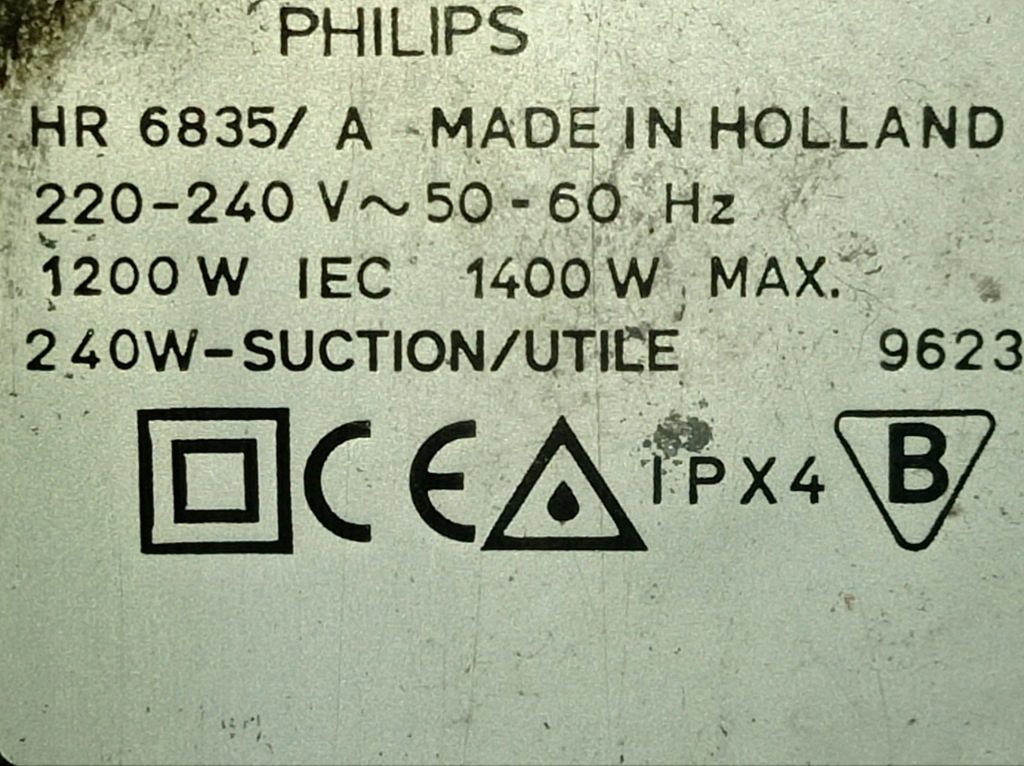 PHILIPS
HR 6835/ A MADE IN HOLLAND
220-240 V~ 50-60 Hz
1200 W IEC 1400 W MAX.
240W-SUCTION/UTILE 9623
CE IPX4 B